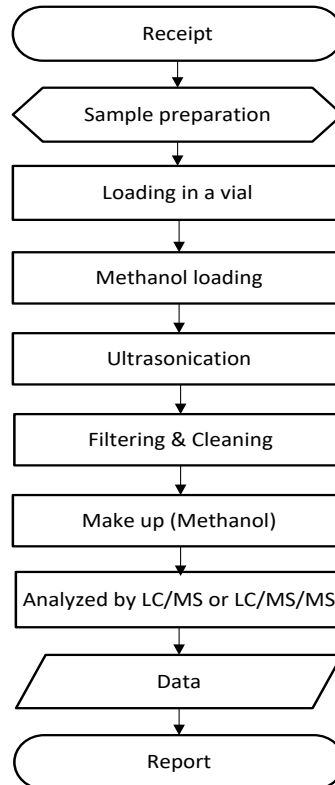 Receipt
Sample preparation
Loading in a vial
Methanol loading
Ultrasonication
Filtering & Cleaning
Make up (Methanol)
Analyzed by LC/MS or LC/MS/MS
Data
Report